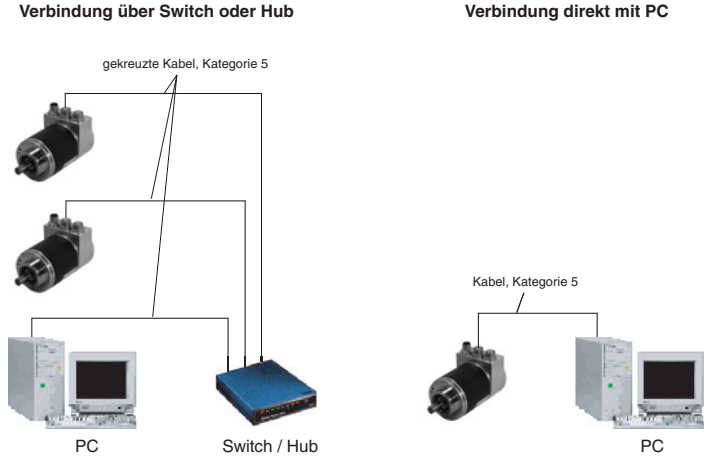 Verbindung über Switch oder Hub
Verbindung direkt mit PC
gekreuzte Kabel, Kategorie 5
Kabel, Kategorie 5
PC
Switch / Hub
PC